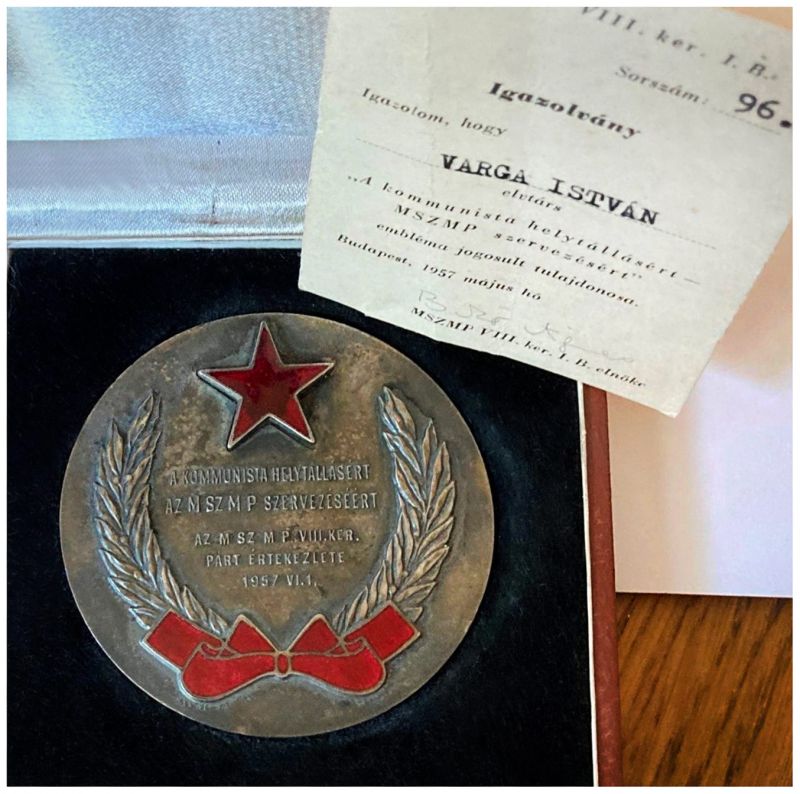 VIII. ker. I. B.
Sorszám: 96.
Igazolvány
Igazolom, hogy
VARGA ISTVÁN
elvtárs
„A kommunista helytállásért —
MSZMP szervezéséért”
embléma jogosult tulajdonosa.
Budapest, 1957 május hó
MSZMP VIII. ker. I. B. elnöke
A KOMMUNISTA HELYTÁLLÁSÉRT
AZ M SZ M P SZERVEZÉSÉÉRT
AZ M SZ M P VIII. KER.
PÁRT ÉRTEKEZLETE
1957 VI. 1.